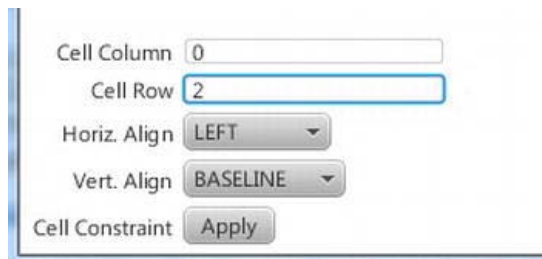 Cell Column 0
Cell Row 2
Horiz. Align LEFT
Vert. Align BASELINE
Cell Constraint Apply